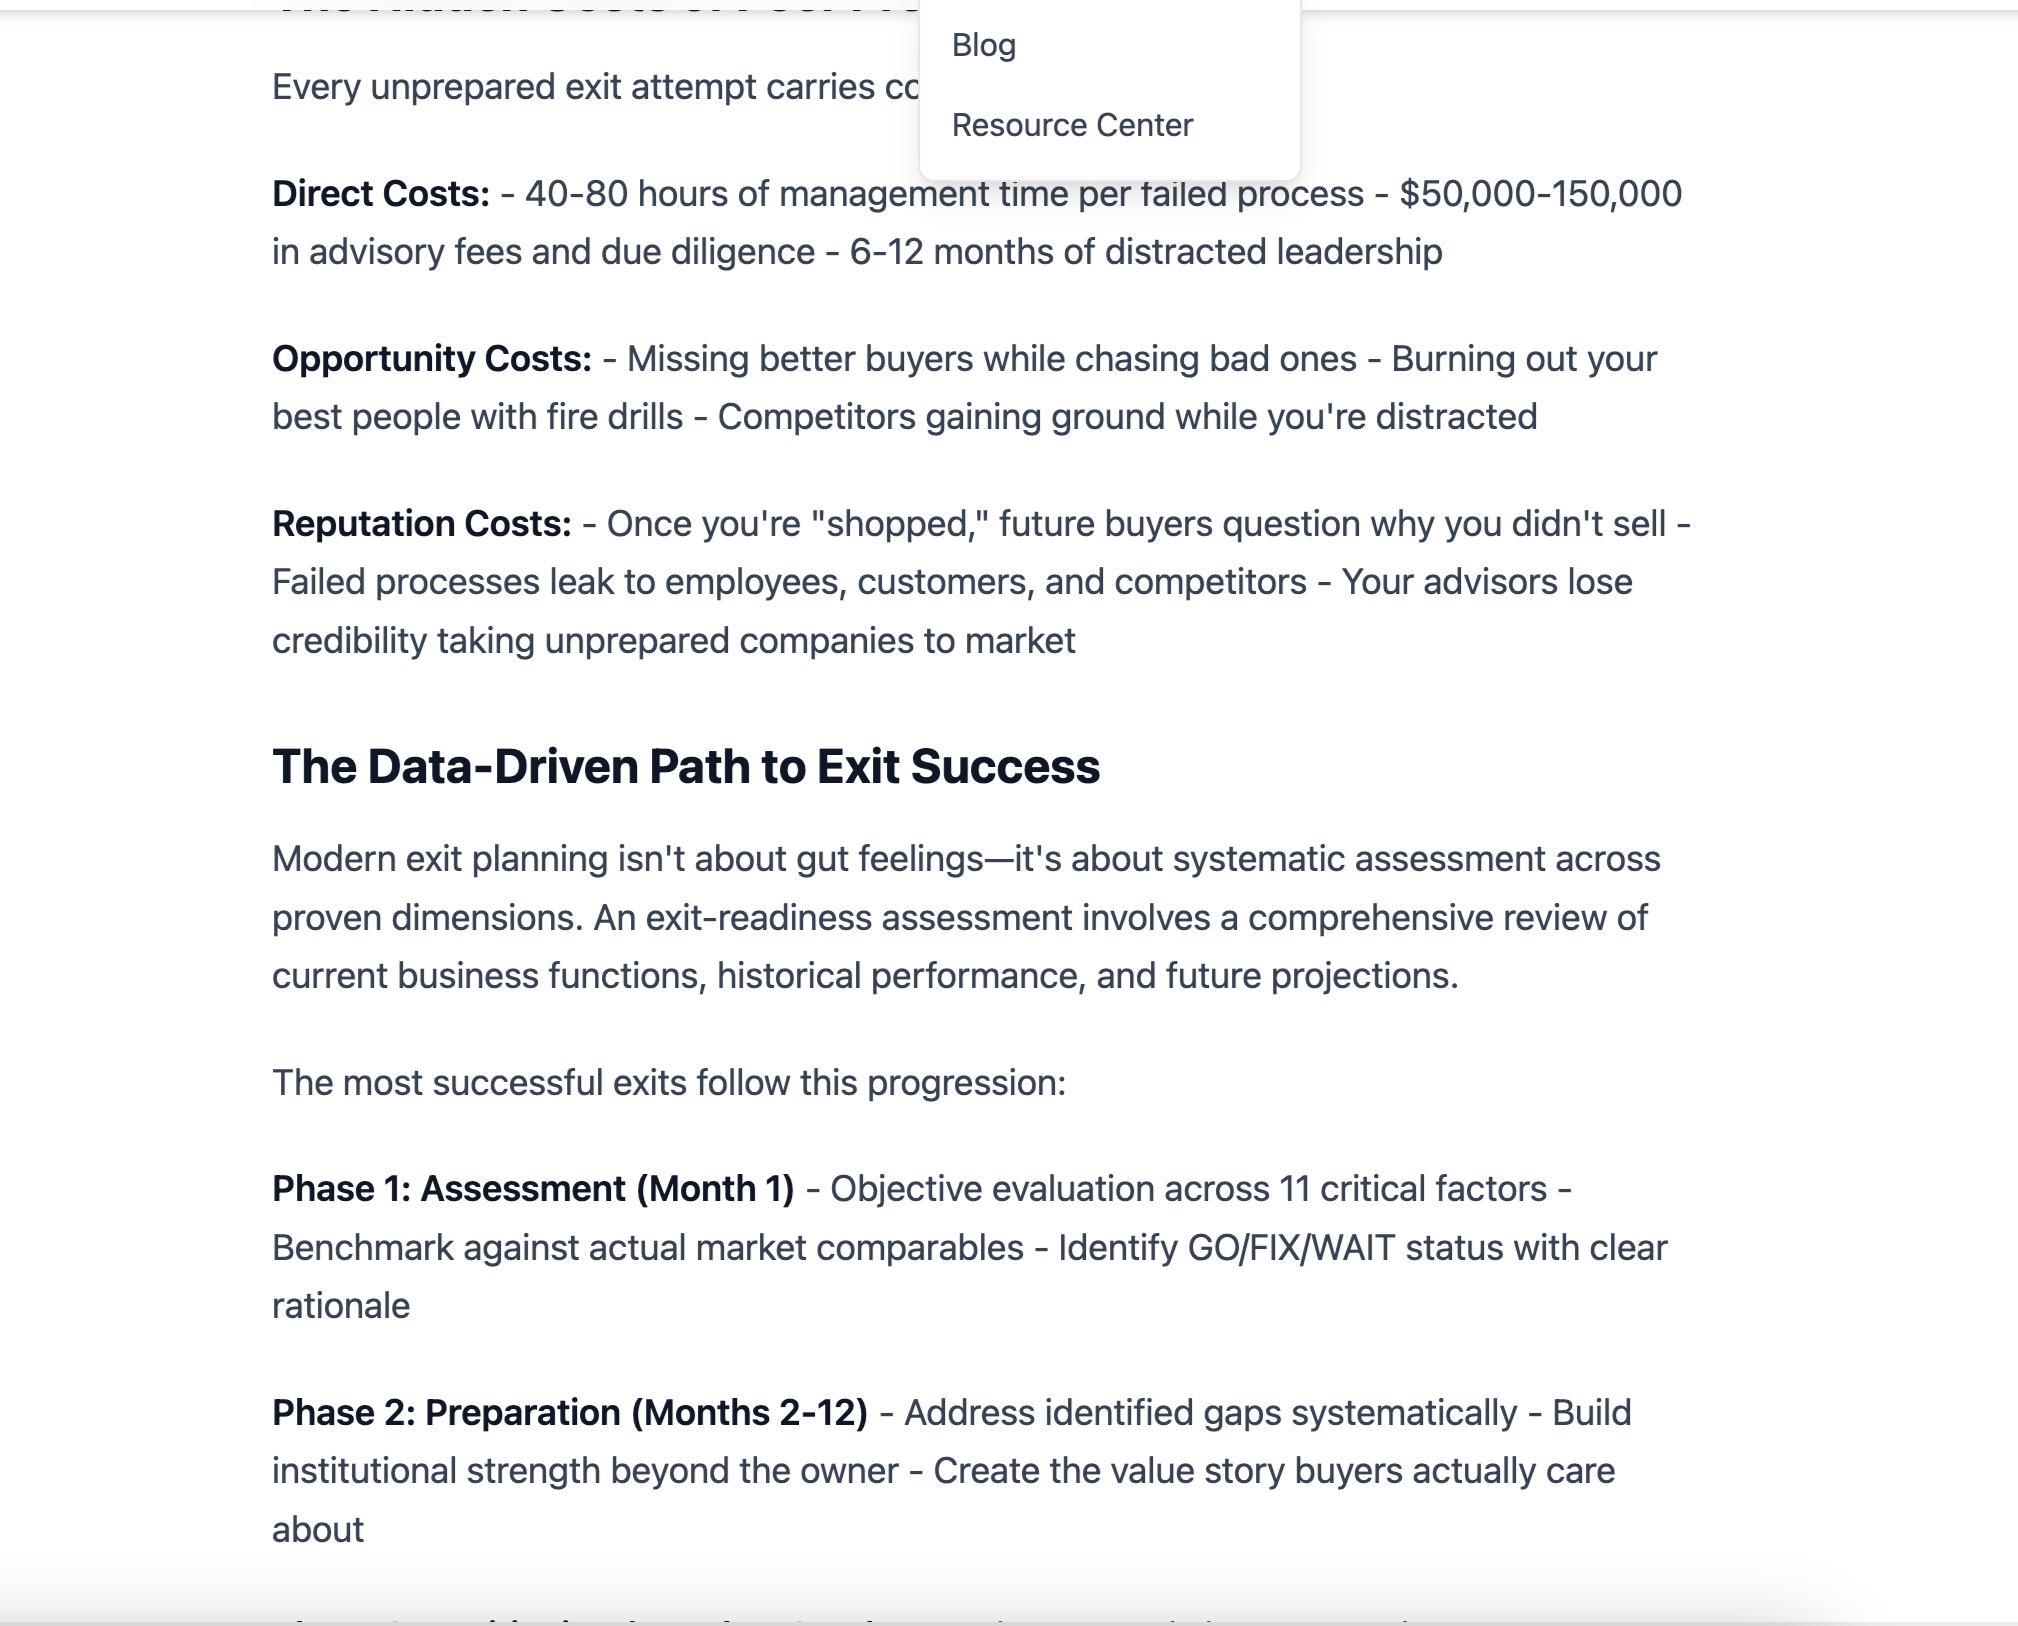 Blog
Every unprepared exit attempt carries
Resource Center
Direct Costs: - 40-80 hours of management time per failed process - $50,000-150,000
in advisory fees and due diligence - 6-12 months of distracted leadership
Opportunity Costs: - Missing better buyers while chasing bad ones - Burning out your
best people with fire drills - Competitors gaining ground while you're distracted
Reputation Costs: - Once you're "shopped," future buyers question why you didn't sell -
Failed processes leak to employees, customers, and competitors - Your advisors lose
credibility taking unprepared companies to market
The Data-Driven Path to Exit Success
Modern exit planning isn't about gut feelings—it's about systematic assessment across
proven dimensions. An exit-readiness assessment involves a comprehensive review of
current business functions, historical performance, and future projections.
The most successful exits follow this progression:
Phase 1: Assessment (Month 1) - Objective evaluation across 11 critical factors -
Benchmark against actual market comparables - Identify GO/FIX/WAIT status with clear
rationale
Phase 2: Preparation (Months 2-12) - Address identified gaps systematically - Build
institutional strength beyond the owner - Create the value story buyers actually care
about